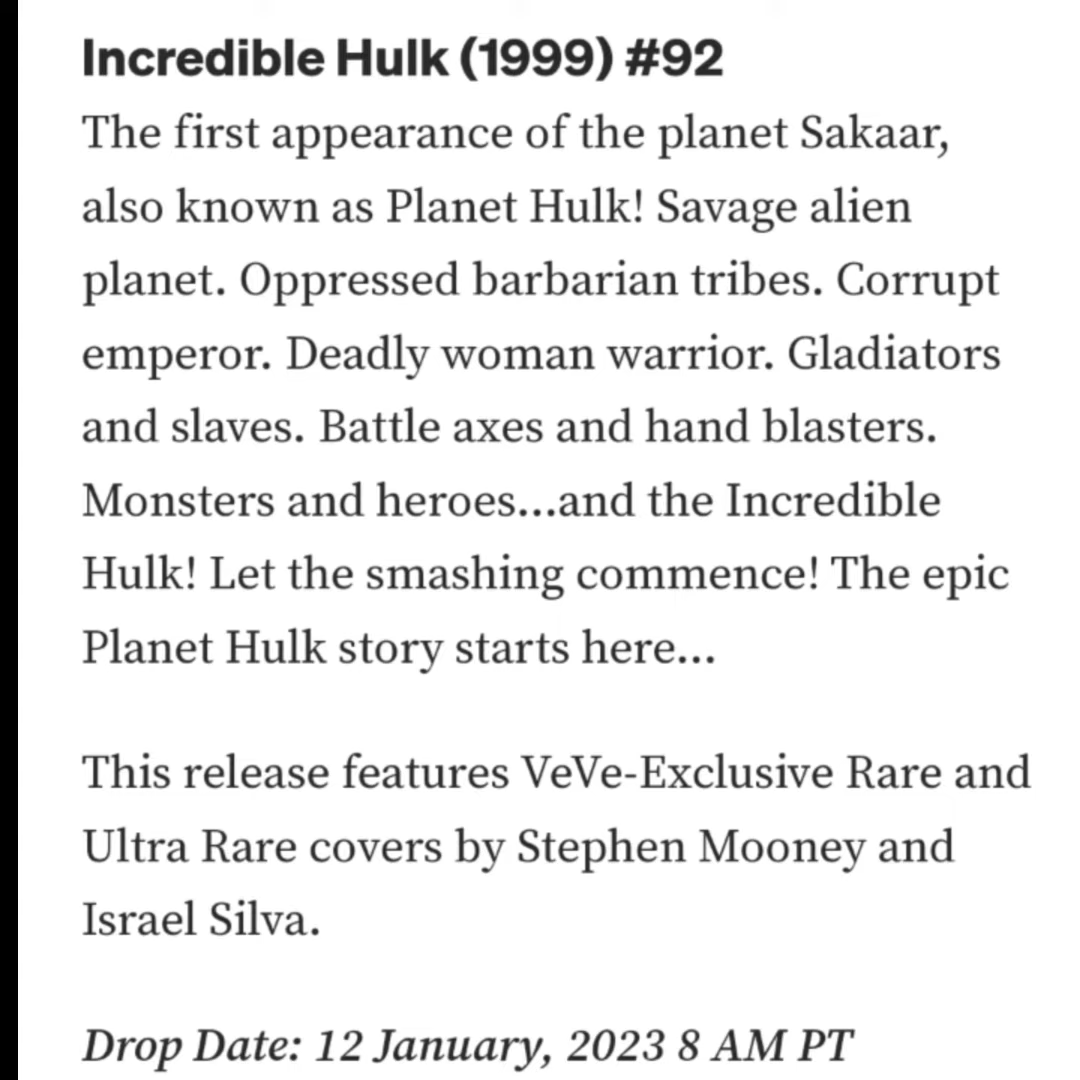 Incredible Hulk (1999) #92
The first appearance of the planet Sakaar,
also known as Planet Hulk! Savage alien
planet. Oppressed barbarian tribes. Corrupt
emperor. Deadly woman warrior. Gladiators
and slaves. Battle axes and hand blasters.
Monsters and heroes...and the Incredible
Hulk! Let the smashing commence! The epic
Planet Hulk story starts here...
This release features VeVe-Exclusive Rare and
Ultra Rare covers by Stephen Mooney and
Israel Silva.
Drop Date: 12 January, 2023 8 AM PT